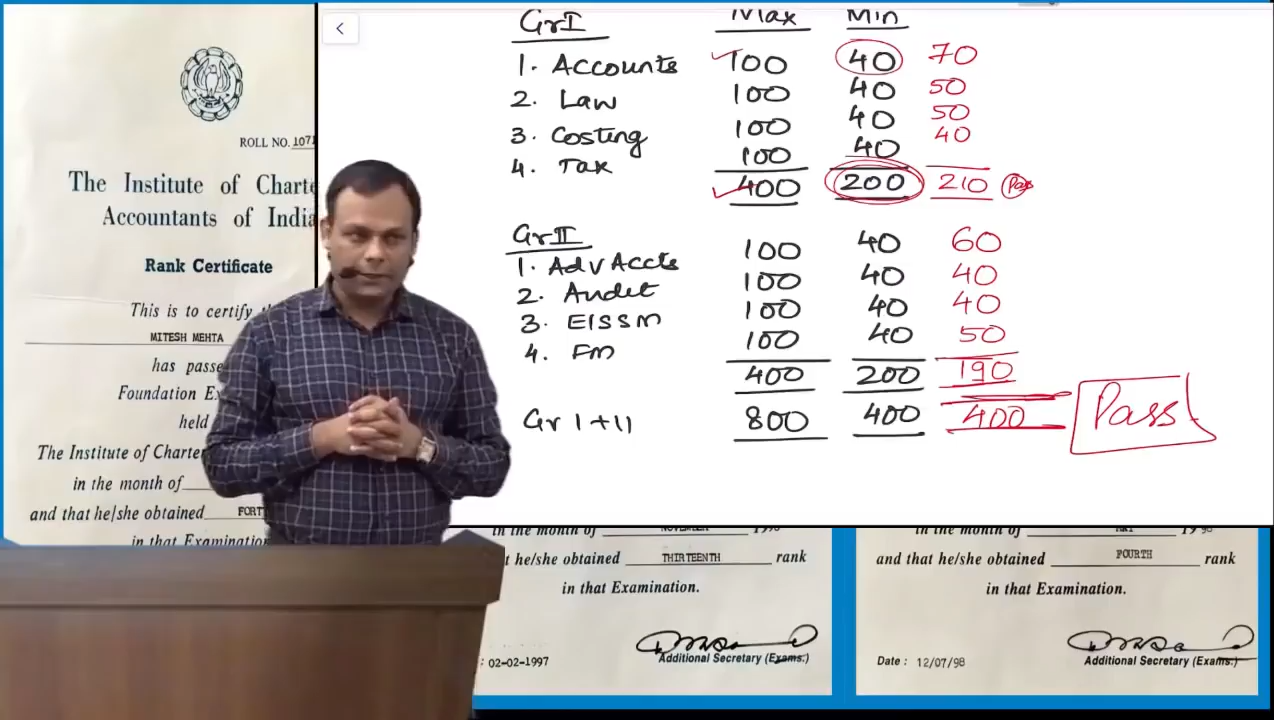 <
Gr I Max Min
1. Accounts 100 40 70
2. Law 100 40 50
3. Costing 100 40 50
4. Tax 100 40 40
400 200 210 Pass
Gr II
1. Adv Accts 100 40 60
2. Audit 100 40 40
3. EISSM 100 40 40
4. FM 100 40 50
400 200 190
Gr I + II 800 400 400 Pass
ROLL NO. 1071
The Institute of Charte
Accountants of India
Rank Certificate
This is to certify
MITESH MEHTA
has passe
Foundation Ex
held
The Institute of Charter
in the month of
and that he/she obtained FORT
in that Examination
in the month of NOVEMBER
t he/she obtained THIRTEENTH rank
in that Examination.
: 02-02-1997
Additional Secretary (Exams.)
in the month of MAY 1998
and that he/she obtained FOURTH rank
in that Examination.
Date : 12/07/98
Additional Secretary (Exams.)